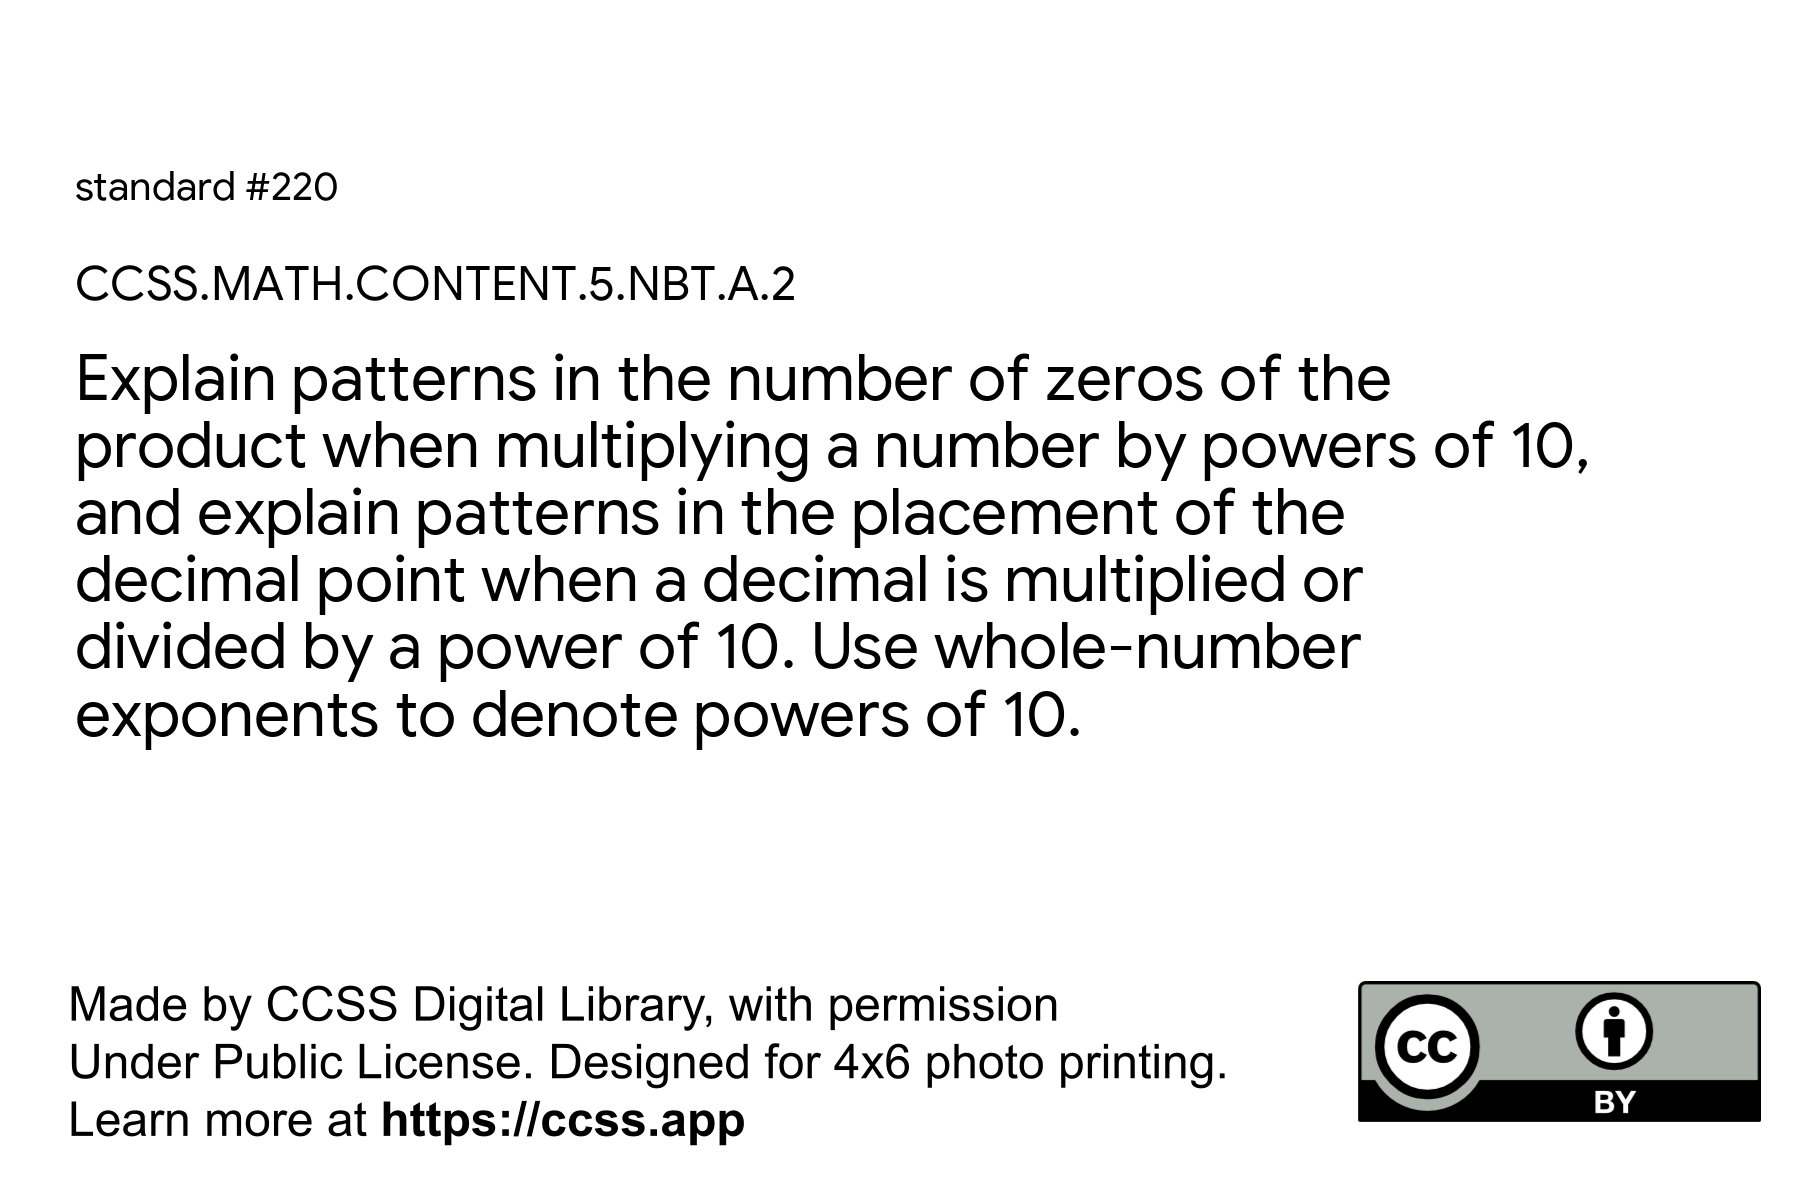 standard #220
CCSS.MATH.CONTENT.5.NBT.A.2
Explain patterns in the number of zeros of the
product when multiplying a number by powers of 10,
and explain patterns in the placement of the
decimal point when a decimal is multiplied or
divided by a power of 10. Use whole-number
exponents to denote powers of 10.
Made by CCSS Digital Library, with permission
Under Public License. Designed for 4x6 photo printing.
Learn more at https://ccss.app
cc
BY